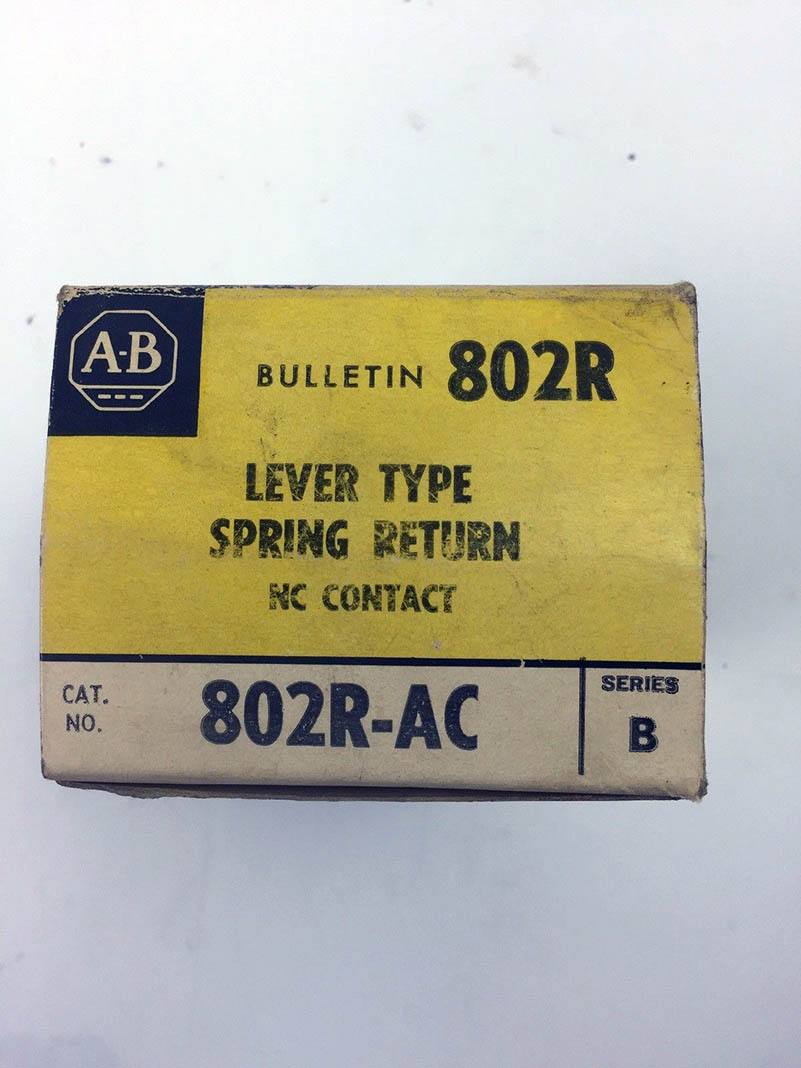 A-B
BULLETIN 802R
LEVER TYPE
SPRING RETURN
NC CONTACT
CAT. NO.
802R-AC
SERIES
B